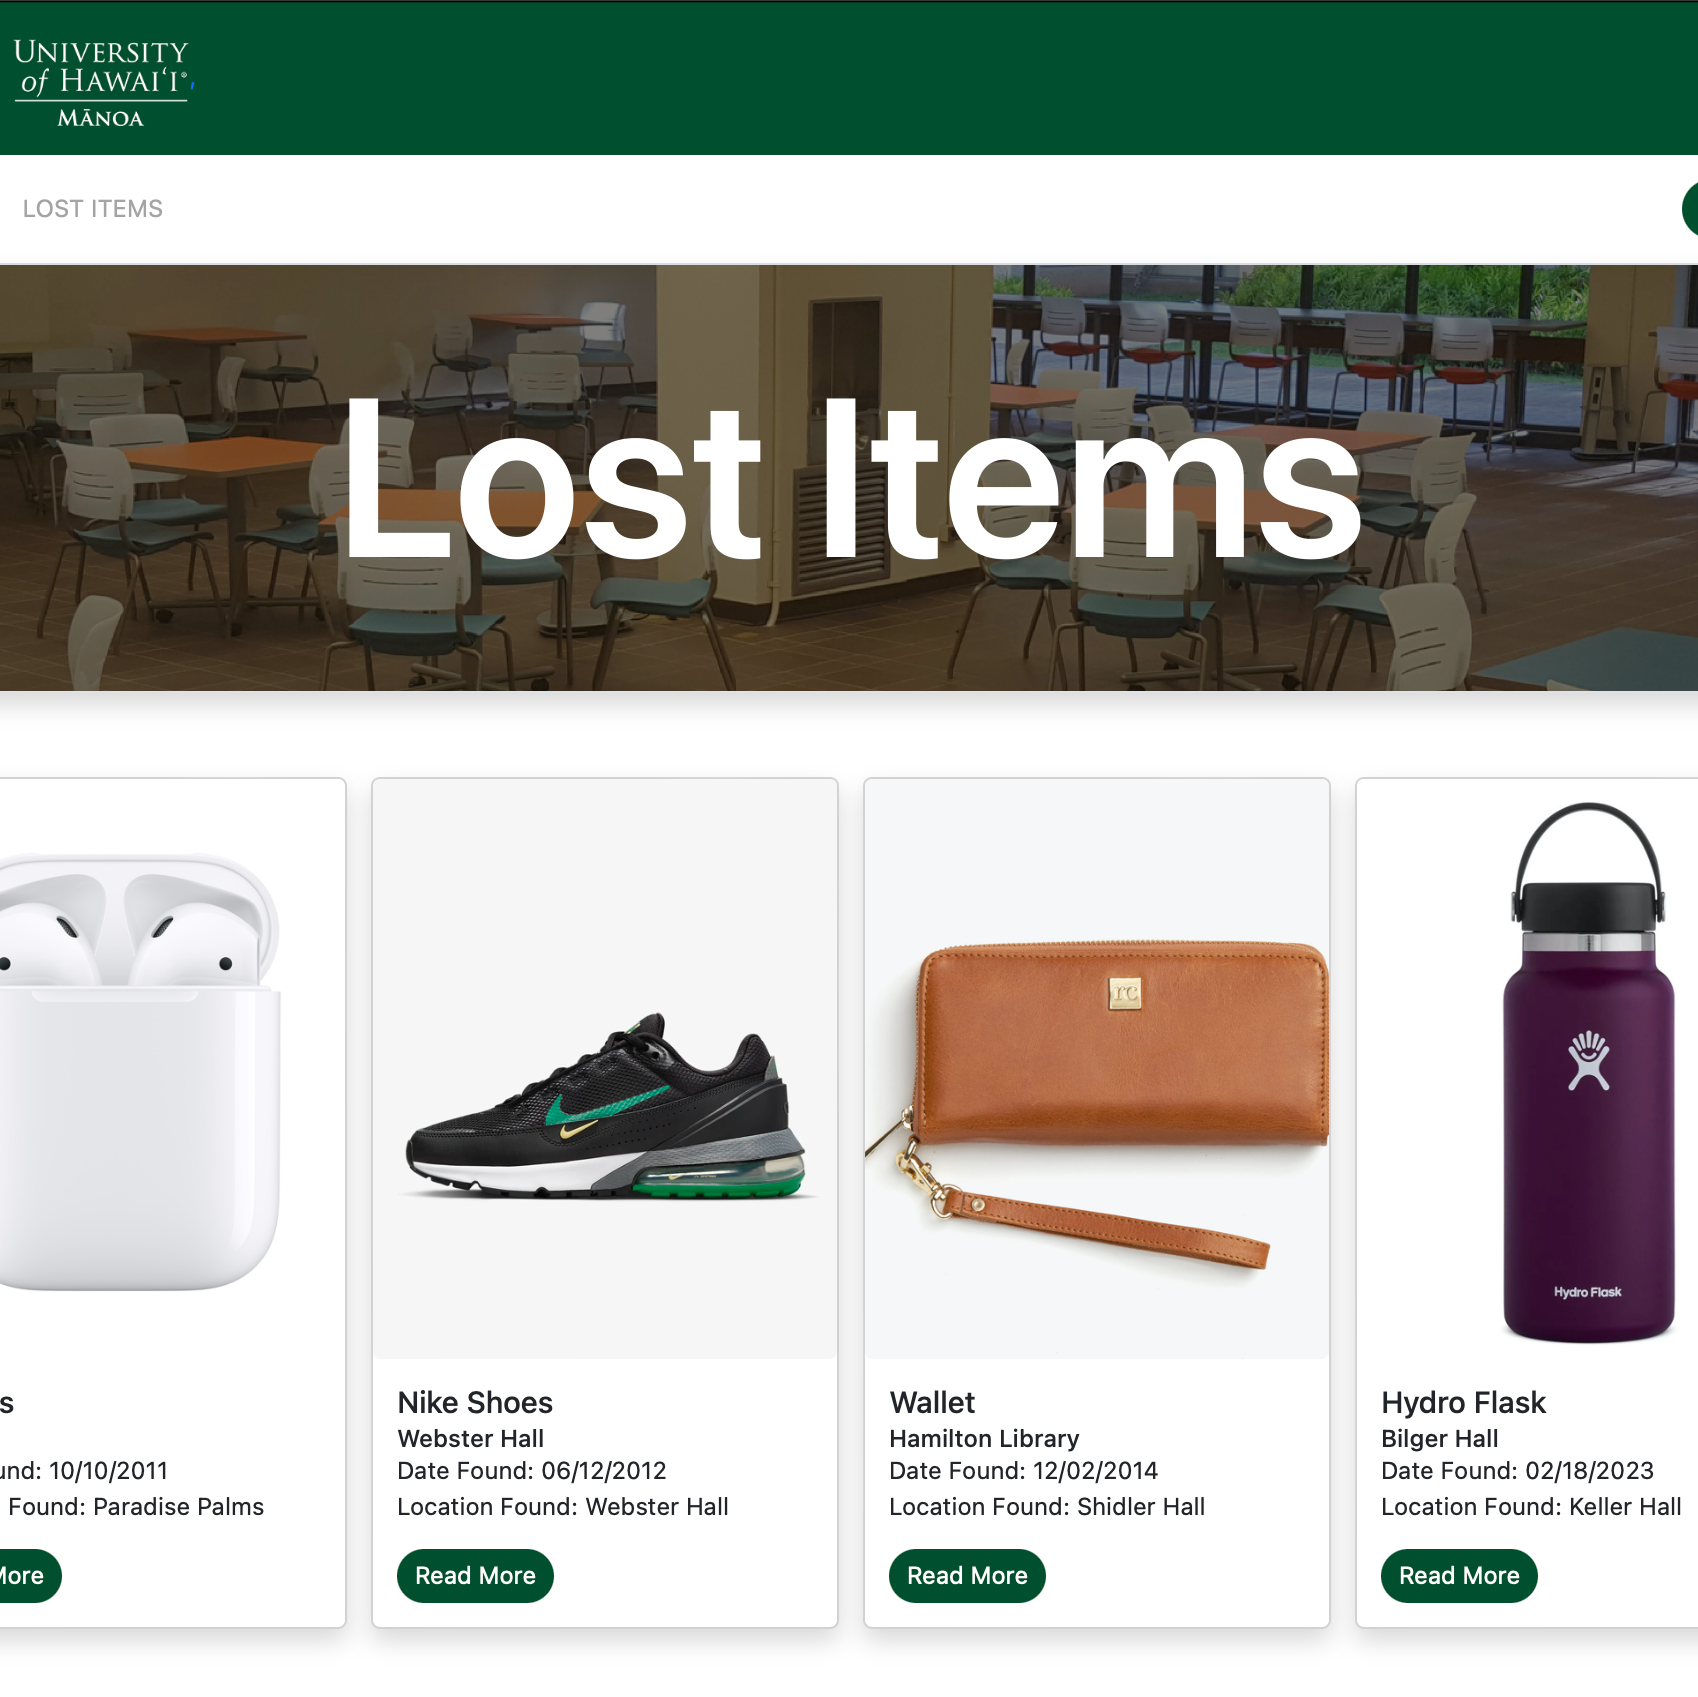 UNIVERSITY
of HAWAIʻI®
MĀNOA
LOST ITEMS
Lost Items
rc
Hydro Flask
s
und: 10/10/2011
Found: Paradise Palms
More
Nike Shoes
Webster Hall
Date Found: 06/12/2012
Location Found: Webster Hall
Read More
Wallet
Hamilton Library
Date Found: 12/02/2014
Location Found: Shidler Hall
Read More
Hydro Flask
Bilger Hall
Date Found: 02/18/2023
Location Found: Keller Hall
Read More